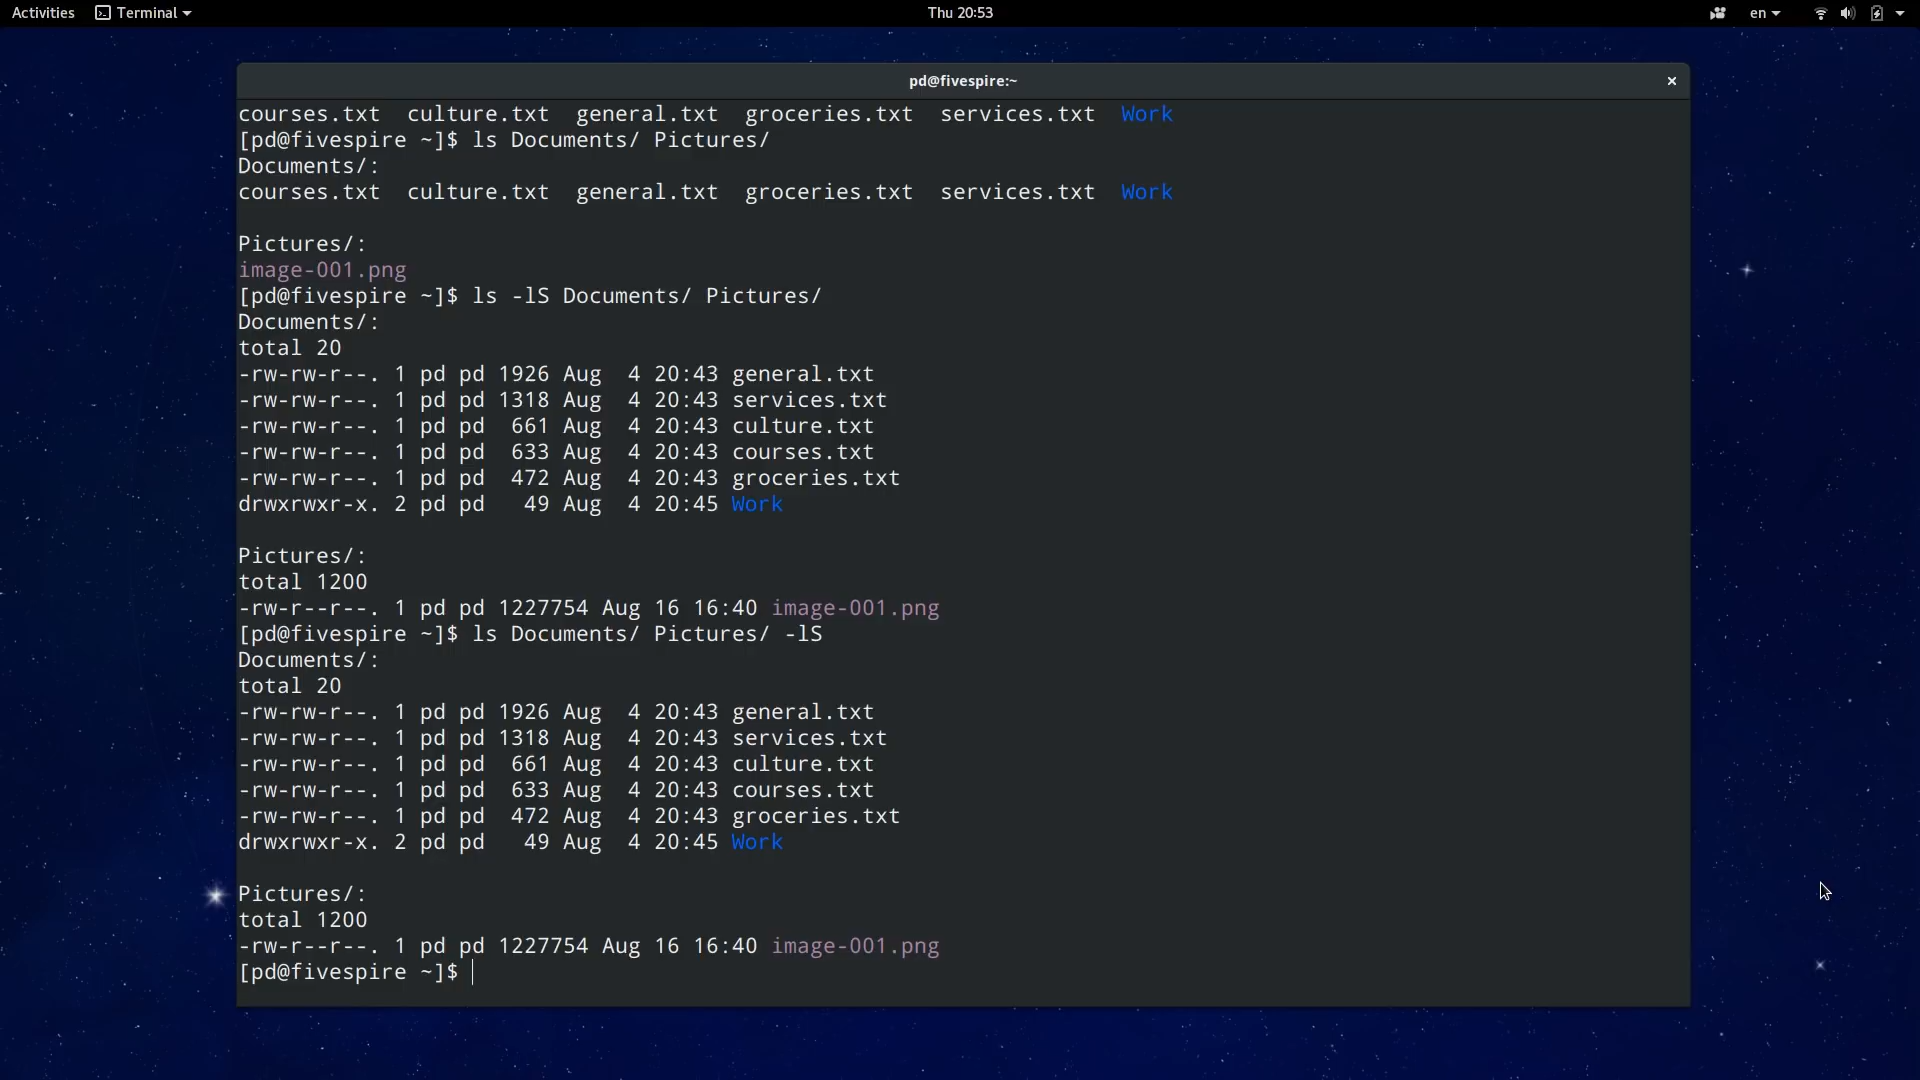 Activities Terminal Thu 20:53 en
pd@fivespire:~
courses.txt  culture.txt  general.txt  groceries.txt  services.txt  Work
[pd@fivespire ~]$ ls Documents/ Pictures/
Documents/:
courses.txt  culture.txt  general.txt  groceries.txt  services.txt  Work
Pictures/:
image-001.png
[pd@fivespire ~]$ ls -lS Documents/ Pictures/
Documents/:
total 20
-rw-rw-r--. 1 pd pd 1926 Aug  4 20:43 general.txt
-rw-rw-r--. 1 pd pd 1318 Aug  4 20:43 services.txt
-rw-rw-r--. 1 pd pd  661 Aug  4 20:43 culture.txt
-rw-rw-r--. 1 pd pd  633 Aug  4 20:43 courses.txt
-rw-rw-r--. 1 pd pd  472 Aug  4 20:43 groceries.txt
drwxrwxr-x. 2 pd pd   49 Aug  4 20:45 Work
Pictures/:
total 1200
-rw-r--r--. 1 pd pd 1227754 Aug 16 16:40 image-001.png
[pd@fivespire ~]$ ls Documents/ Pictures/ -lS
Documents/:
total 20
-rw-rw-r--. 1 pd pd 1926 Aug  4 20:43 general.txt
-rw-rw-r--. 1 pd pd 1318 Aug  4 20:43 services.txt
-rw-rw-r--. 1 pd pd  661 Aug  4 20:43 culture.txt
-rw-rw-r--. 1 pd pd  633 Aug  4 20:43 courses.txt
-rw-rw-r--. 1 pd pd  472 Aug  4 20:43 groceries.txt
drwxrwxr-x. 2 pd pd   49 Aug  4 20:45 Work
Pictures/:
total 1200
-rw-r--r--. 1 pd pd 1227754 Aug 16 16:40 image-001.png
[pd@fivespire ~]$